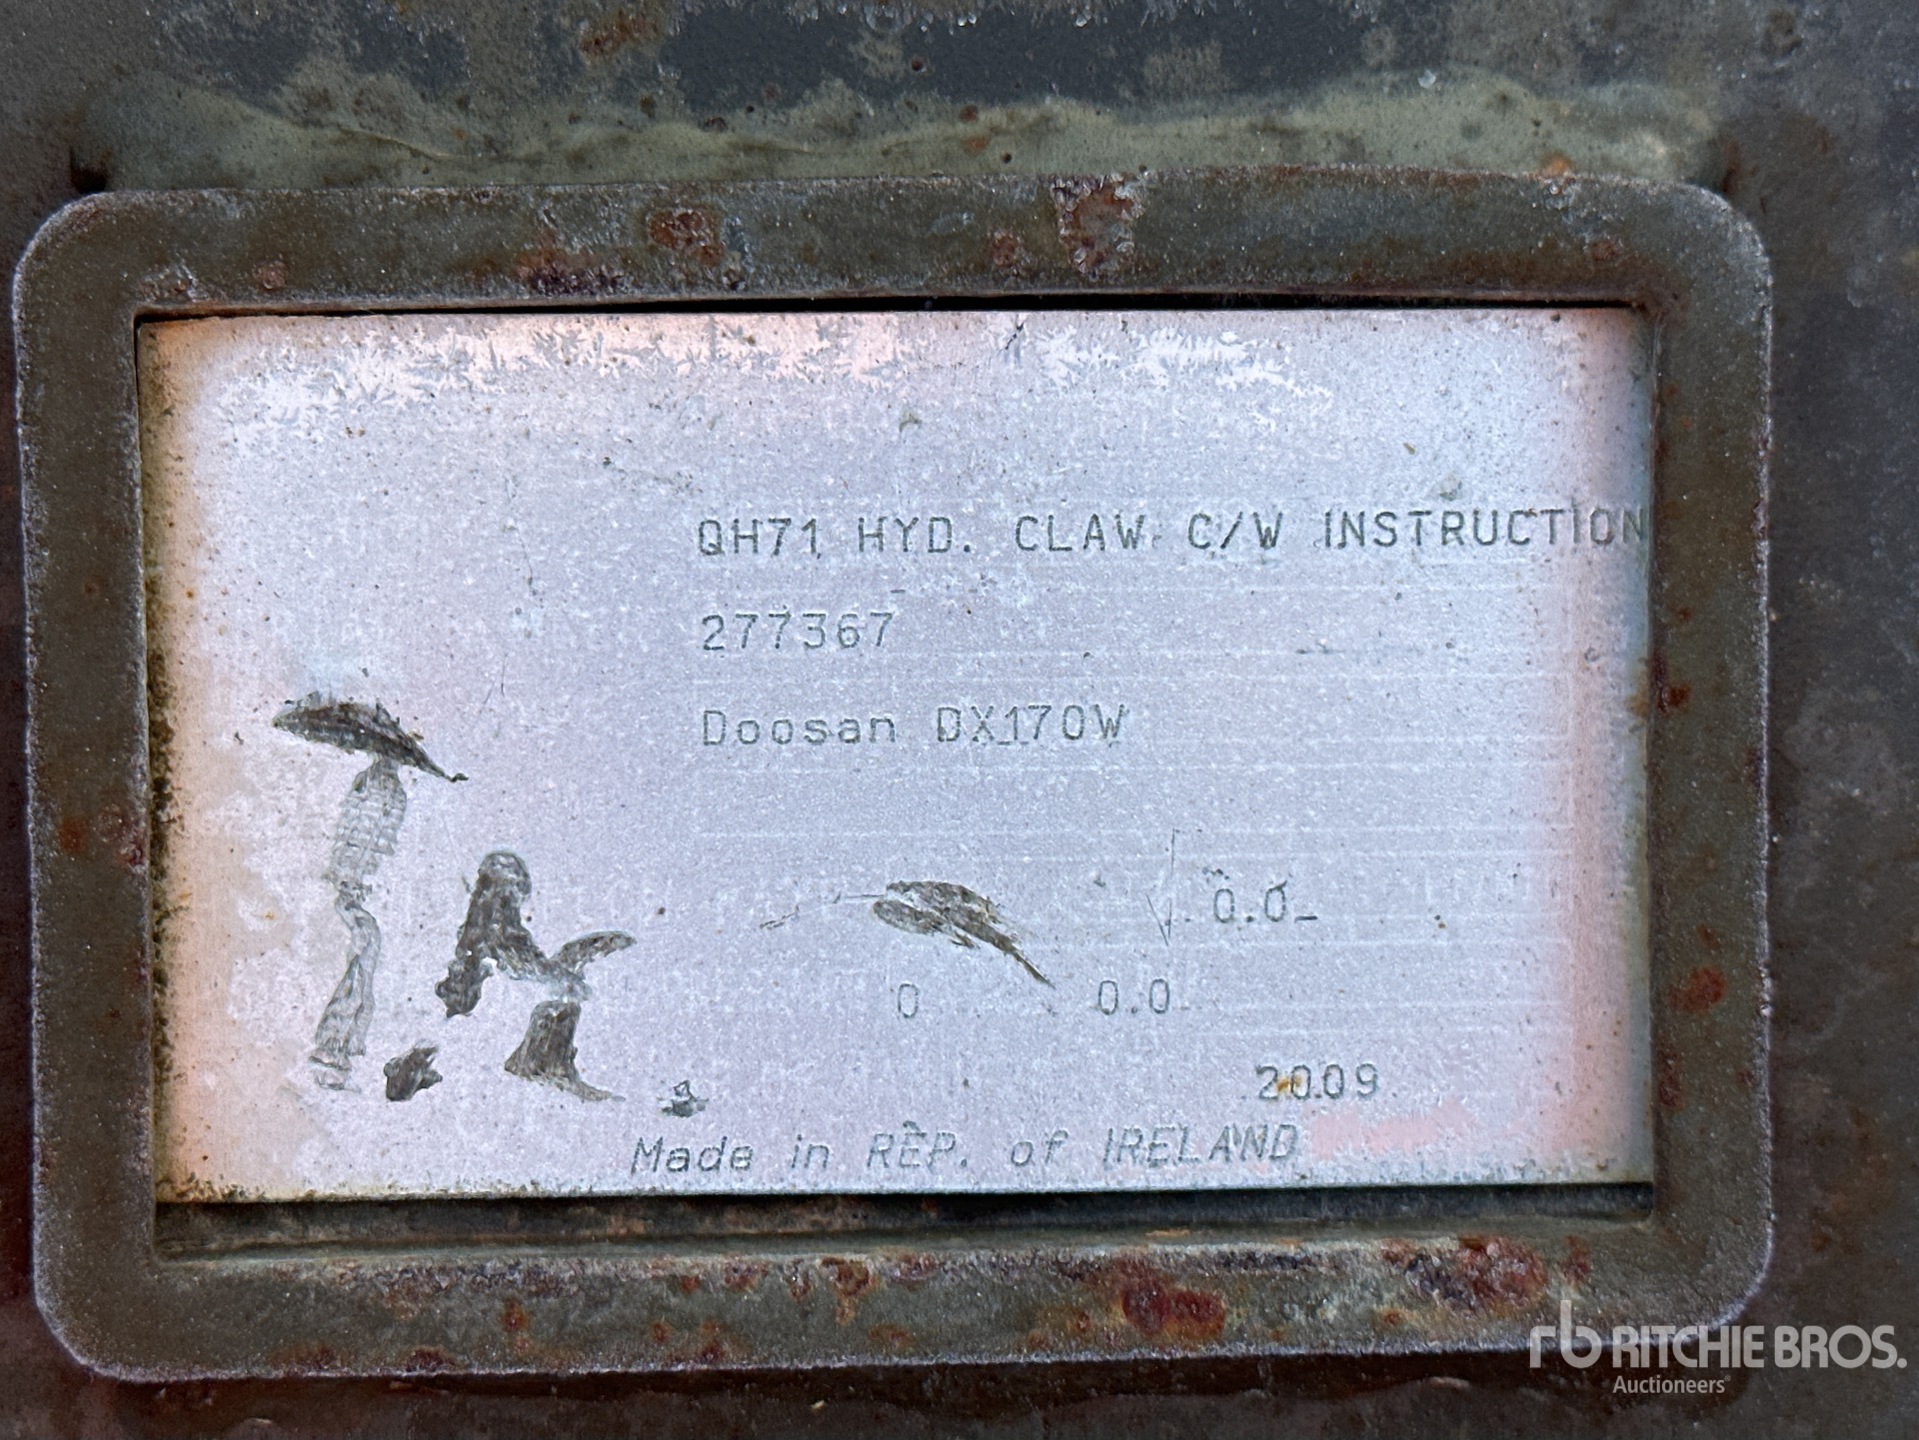 QH71 HYD. CLAW C/W INSTRUCTION
277367
Doosan DX170W
0.0
0 0.0
2009
Made in REP. of IRELAND
rb RITCHIE BROS.
Auctioneers